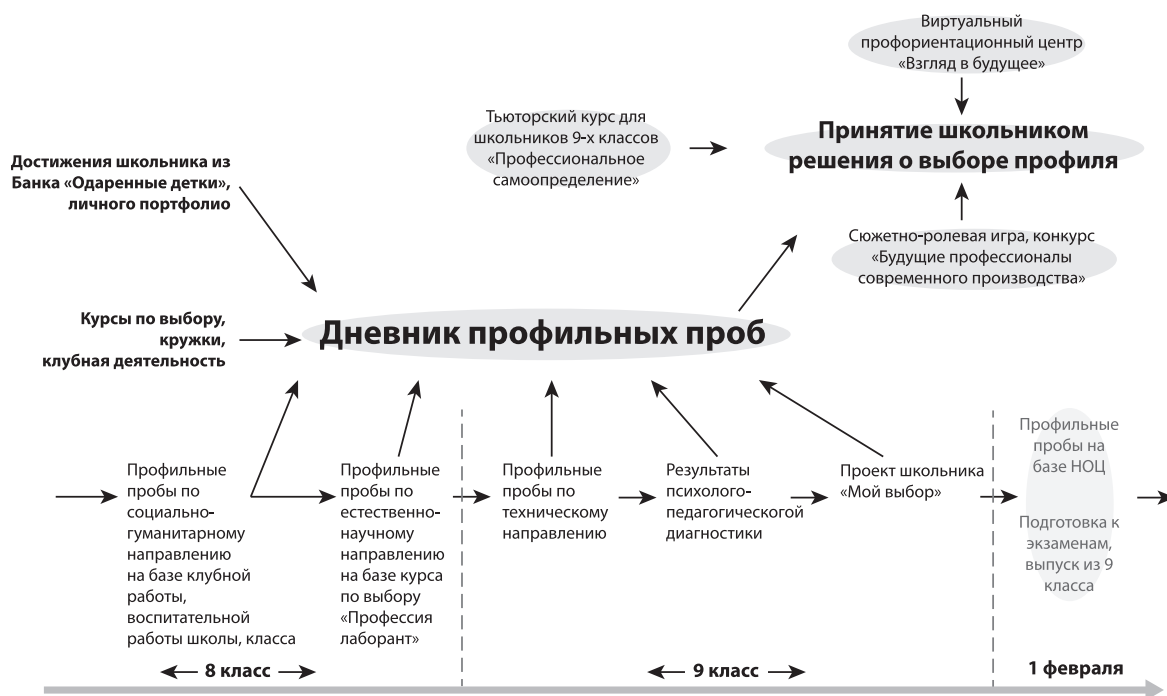 Виртуальный
профориентационный центр
«Взгляд в будущее»
Тьюторский курс для
школьников 9-х классов
«Профессиональное
самоопределение»
Принятие школьником
решения о выборе профиля
Достижения школьника из
Банка «Одаренные детки»,
личного портфолио
Сюжетно-ролевая игра, конкурс
«Будущие профессионалы
современного производства»
Курсы по выбору,
кружки,
клубная деятельность
Дневник профильных проб
Профильные
пробы по
социально-
гуманитарному
направлению
на базе клубной
работы,
воспитательной
работы школы, класса
Профильные
пробы по
естественно-
научному
направлению
на базе курса
по выбору
«Профессия
лаборант»
Профильные
пробы по
техническому
направлению
Результаты
психолого-
педагогичесгой
диагностики
Проект школьника
«Мой выбор»
Профильные
пробы на
базе НОЦ
Подготовка к
экзаменам,
выпуск из 9
класса
8 класс
9 класс
1 февраля